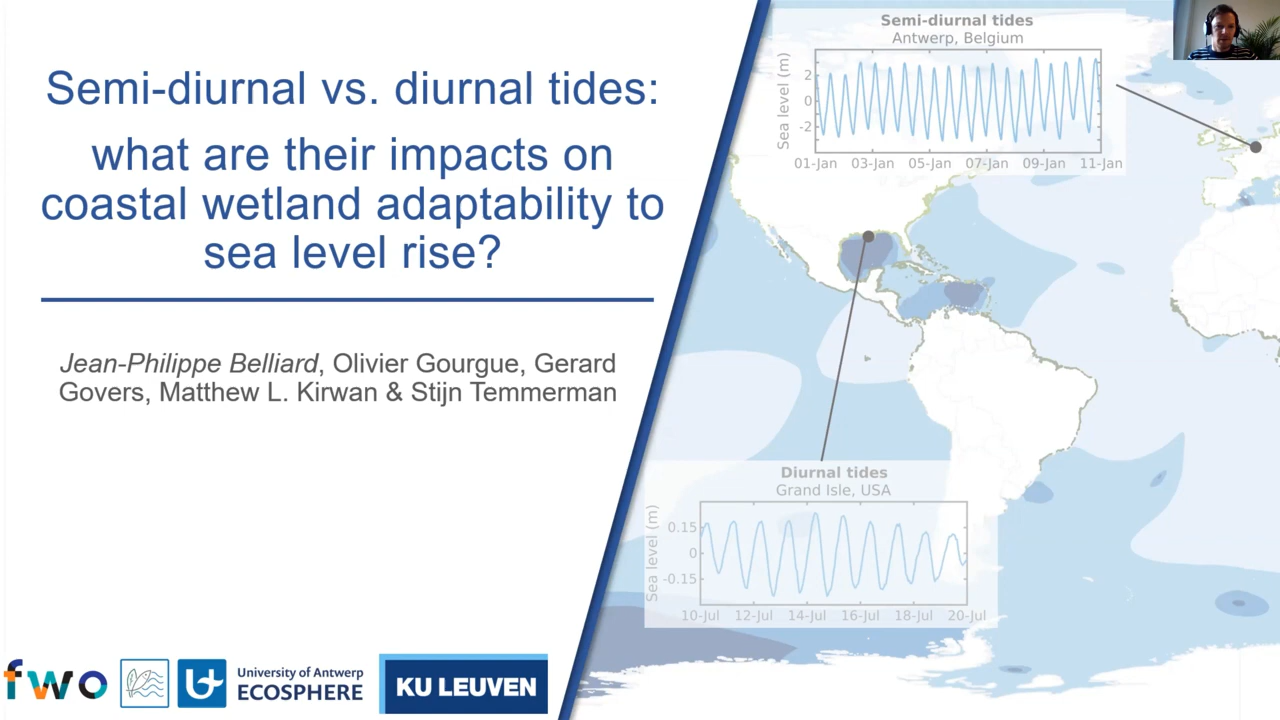 Semi-diurnal vs. diurnal tides:
what are their impacts on
coastal wetland adaptability to
sea level rise?
Jean-Philippe Belliard, Olivier Gourgue, Gerard
Govers, Matthew L. Kirwan & Stijn Temmerman
fwo
University of Antwerp
ECOSPHERE
KU LEUVEN
Semi-diurnal tides
Antwerp, Belgium
Sea level (m)
2
0
-2
01-Jan 03-Jan 05-Jan 07-Jan 09-Jan 11-Jan
Diurnal tides
Grand Isle, USA
Sea level (m)
0.15
0
-0.15
10-Jul 12-Jul 14-Jul 16-Jul 18-Jul 20-Jul